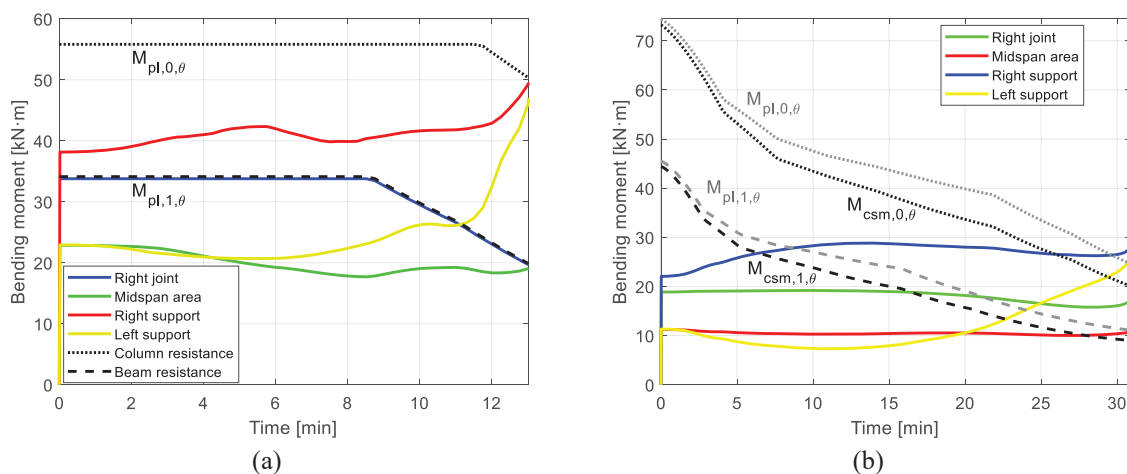 60
50
40
30
20
10
0
Bending moment [kN·m]
M_pl,0,θ
M_pl,1,θ
Right joint
Midspan area
Right support
Left support
Column resistance
Beam resistance
0 2 4 6 8 10 12
Time [min]
(a)
70
60
50
40
30
20
10
0
Bending moment [kN·m]
Right joint
Midspan area
Right support
Left support
M_pl,0,θ
M_pl,1,θ
M_csm,0,θ
M_csm,1,θ
0 5 10 15 20 25 30
Time [min]
(b)